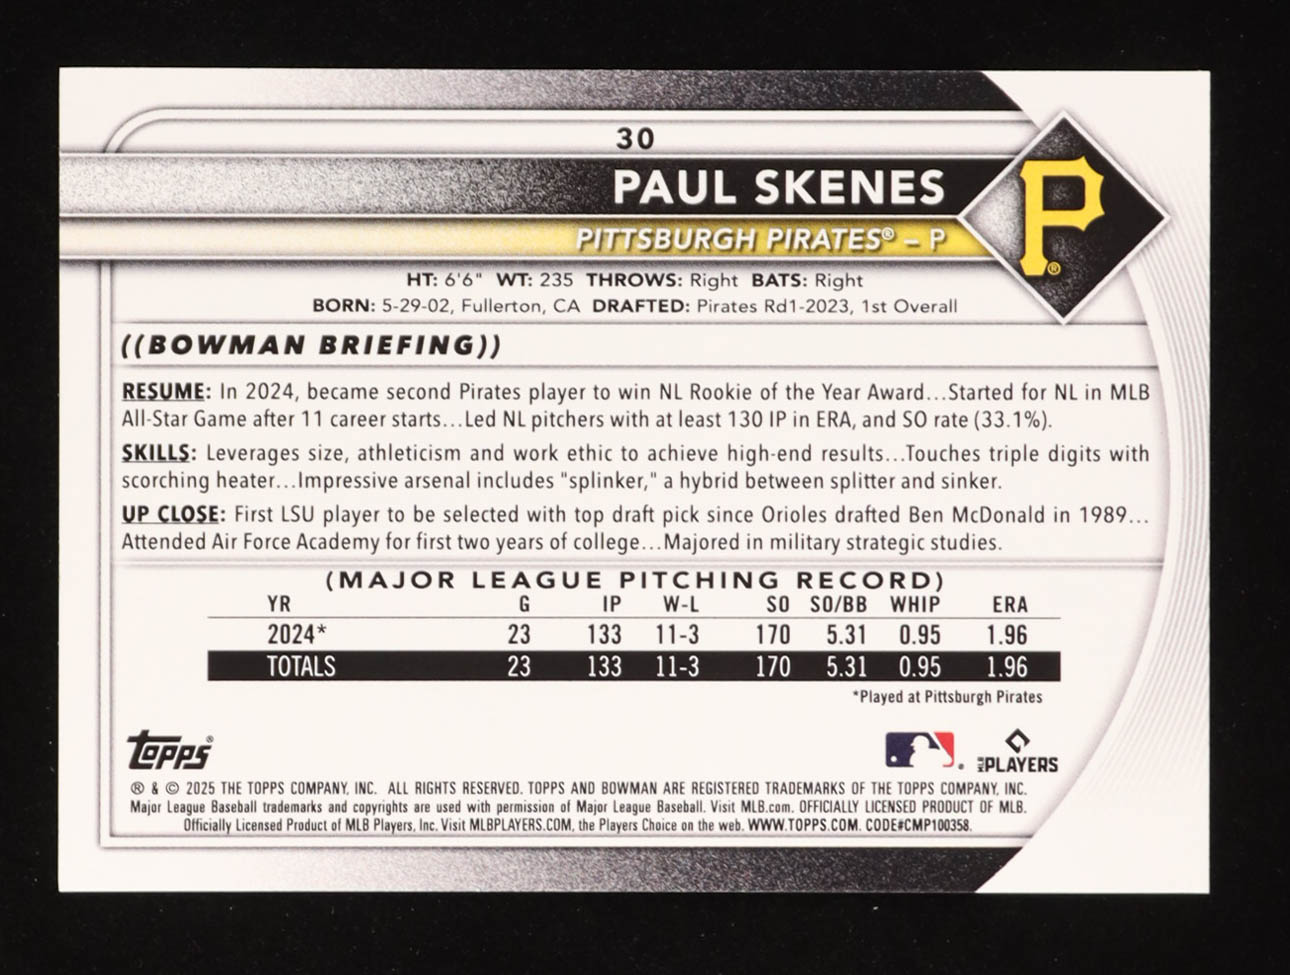 30
PAUL SKENES
PITTSBURGH PIRATES® – P
P®
HT: 6'6" WT: 235 THROWS: Right BATS: Right
BORN: 5-29-02, Fullerton, CA DRAFTED: Pirates Rd1-2023, 1st Overall
((BOWMAN BRIEFING))
RESUME: In 2024, became second Pirates player to win NL Rookie of the Year Award...Started for NL in MLB
All-Star Game after 11 career starts...Led NL pitchers with at least 130 IP in ERA, and SO rate (33.1%).
SKILLS: Leverages size, athleticism and work ethic to achieve high-end results...Touches triple digits with
scorching heater...Impressive arsenal includes "splinker," a hybrid between splitter and sinker.
UP CLOSE: First LSU player to be selected with top draft pick since Orioles drafted Ben McDonald in 1989...
Attended Air Force Academy for first two years of college...Majored in military strategic studies.
(MAJOR LEAGUE PITCHING RECORD)
YR G IP W-L SO SO/BB WHIP ERA
2024* 23 133 11-3 170 5.31 0.95 1.96
TOTALS 23 133 11-3 170 5.31 0.95 1.96
*Played at Pittsburgh Pirates
topps®
MLB PLAYERS
® & © 2025 THE TOPPS COMPANY, INC. ALL RIGHTS RESERVED. TOPPS AND BOWMAN ARE REGISTERED TRADEMARKS OF THE TOPPS COMPANY, INC.
Major League Baseball trademarks and copyrights are used with permission of Major League Baseball. Visit MLB.com. OFFICIALLY LICENSED PRODUCT OF MLB.
Officially Licensed Product of MLB Players, Inc. Visit MLBPLAYERS.COM, the Players Choice on the web. WWW.TOPPS.COM. CODE#CMP100358.